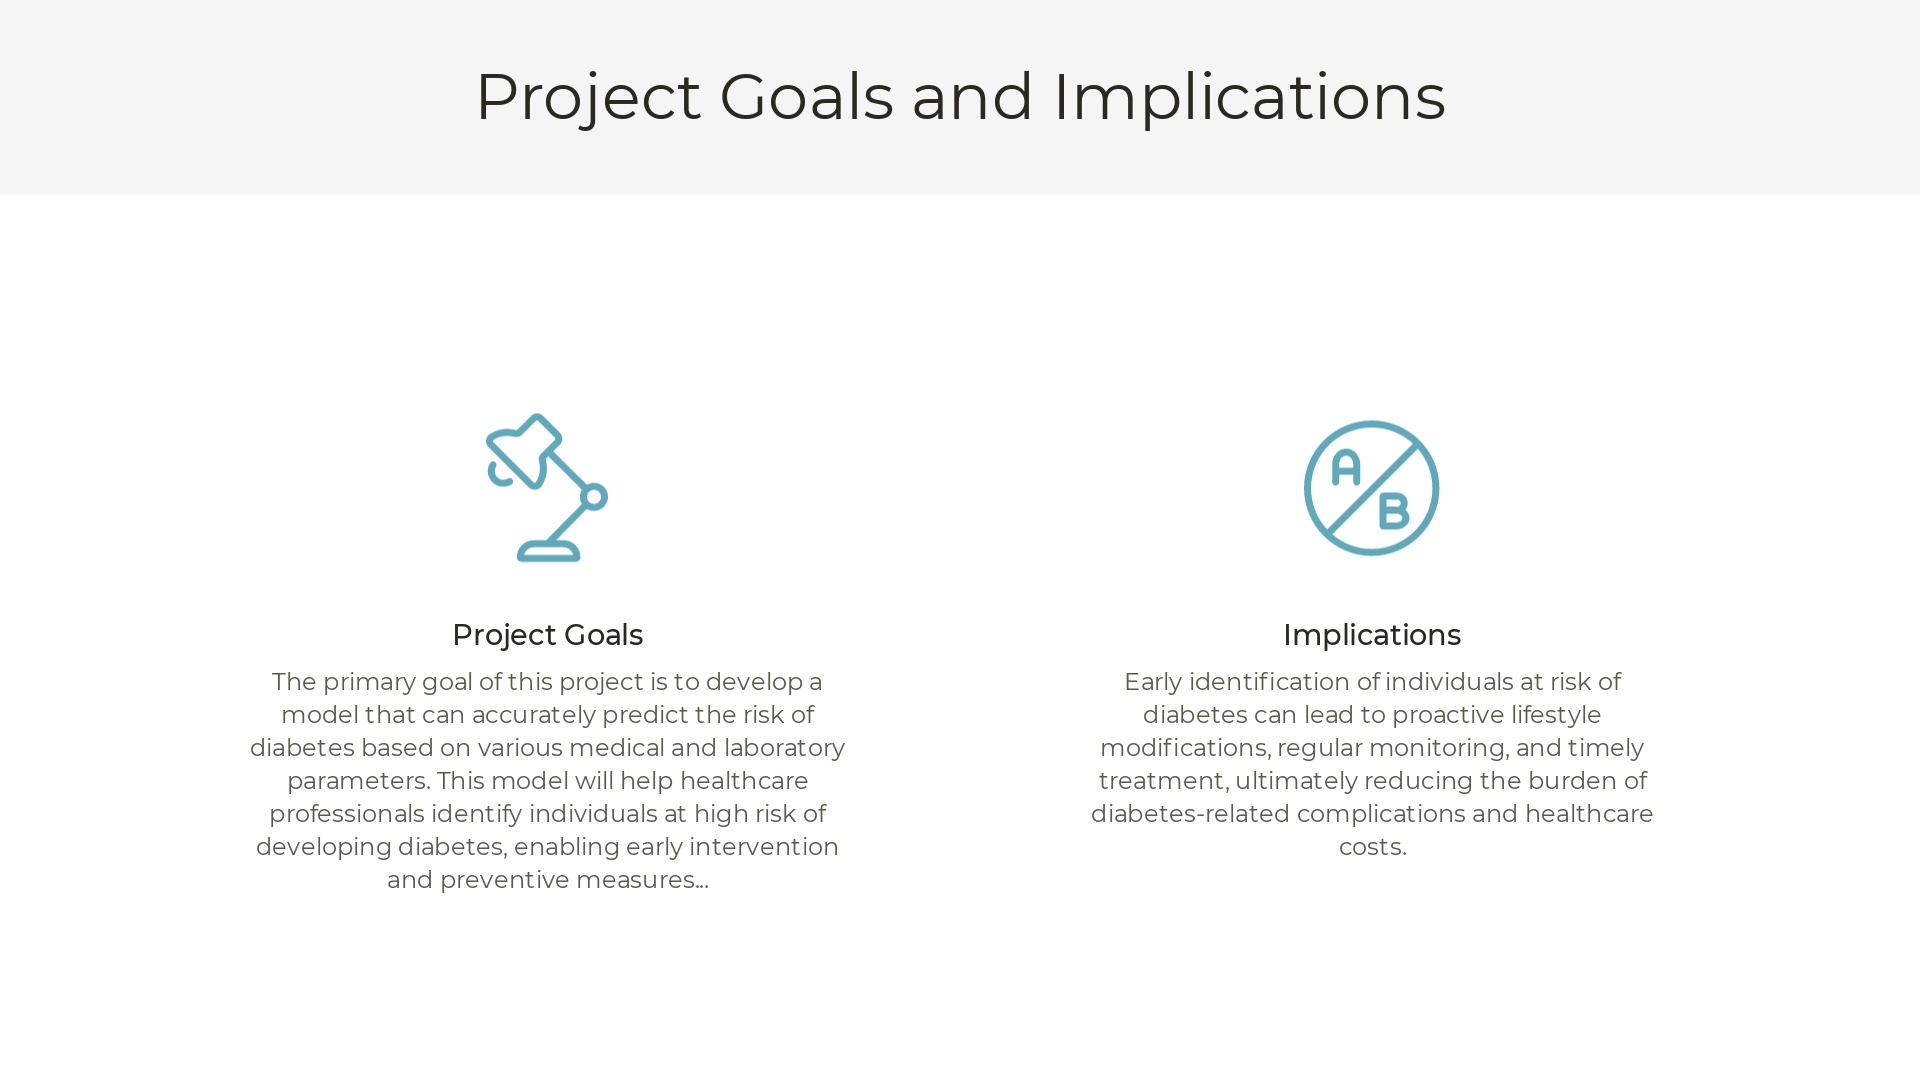 Project Goals and Implications
A
B
Project Goals
The primary goal of this project is to develop a
model that can accurately predict the risk of
diabetes based on various medical and laboratory
parameters. This model will help healthcare
professionals identify individuals at high risk of
developing diabetes, enabling early intervention
and preventive measures...
Implications
Early identification of individuals at risk of
diabetes can lead to proactive lifestyle
modifications, regular monitoring, and timely
treatment, ultimately reducing the burden of
diabetes-related complications and healthcare
costs.